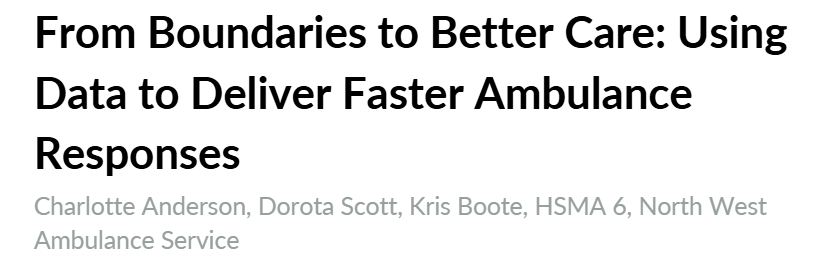 From Boundaries to Better Care: Using
Data to Deliver Faster Ambulance
Responses
Charlotte Anderson, Dorota Scott, Kris Boote, HSMA 6, North West
Ambulance Service